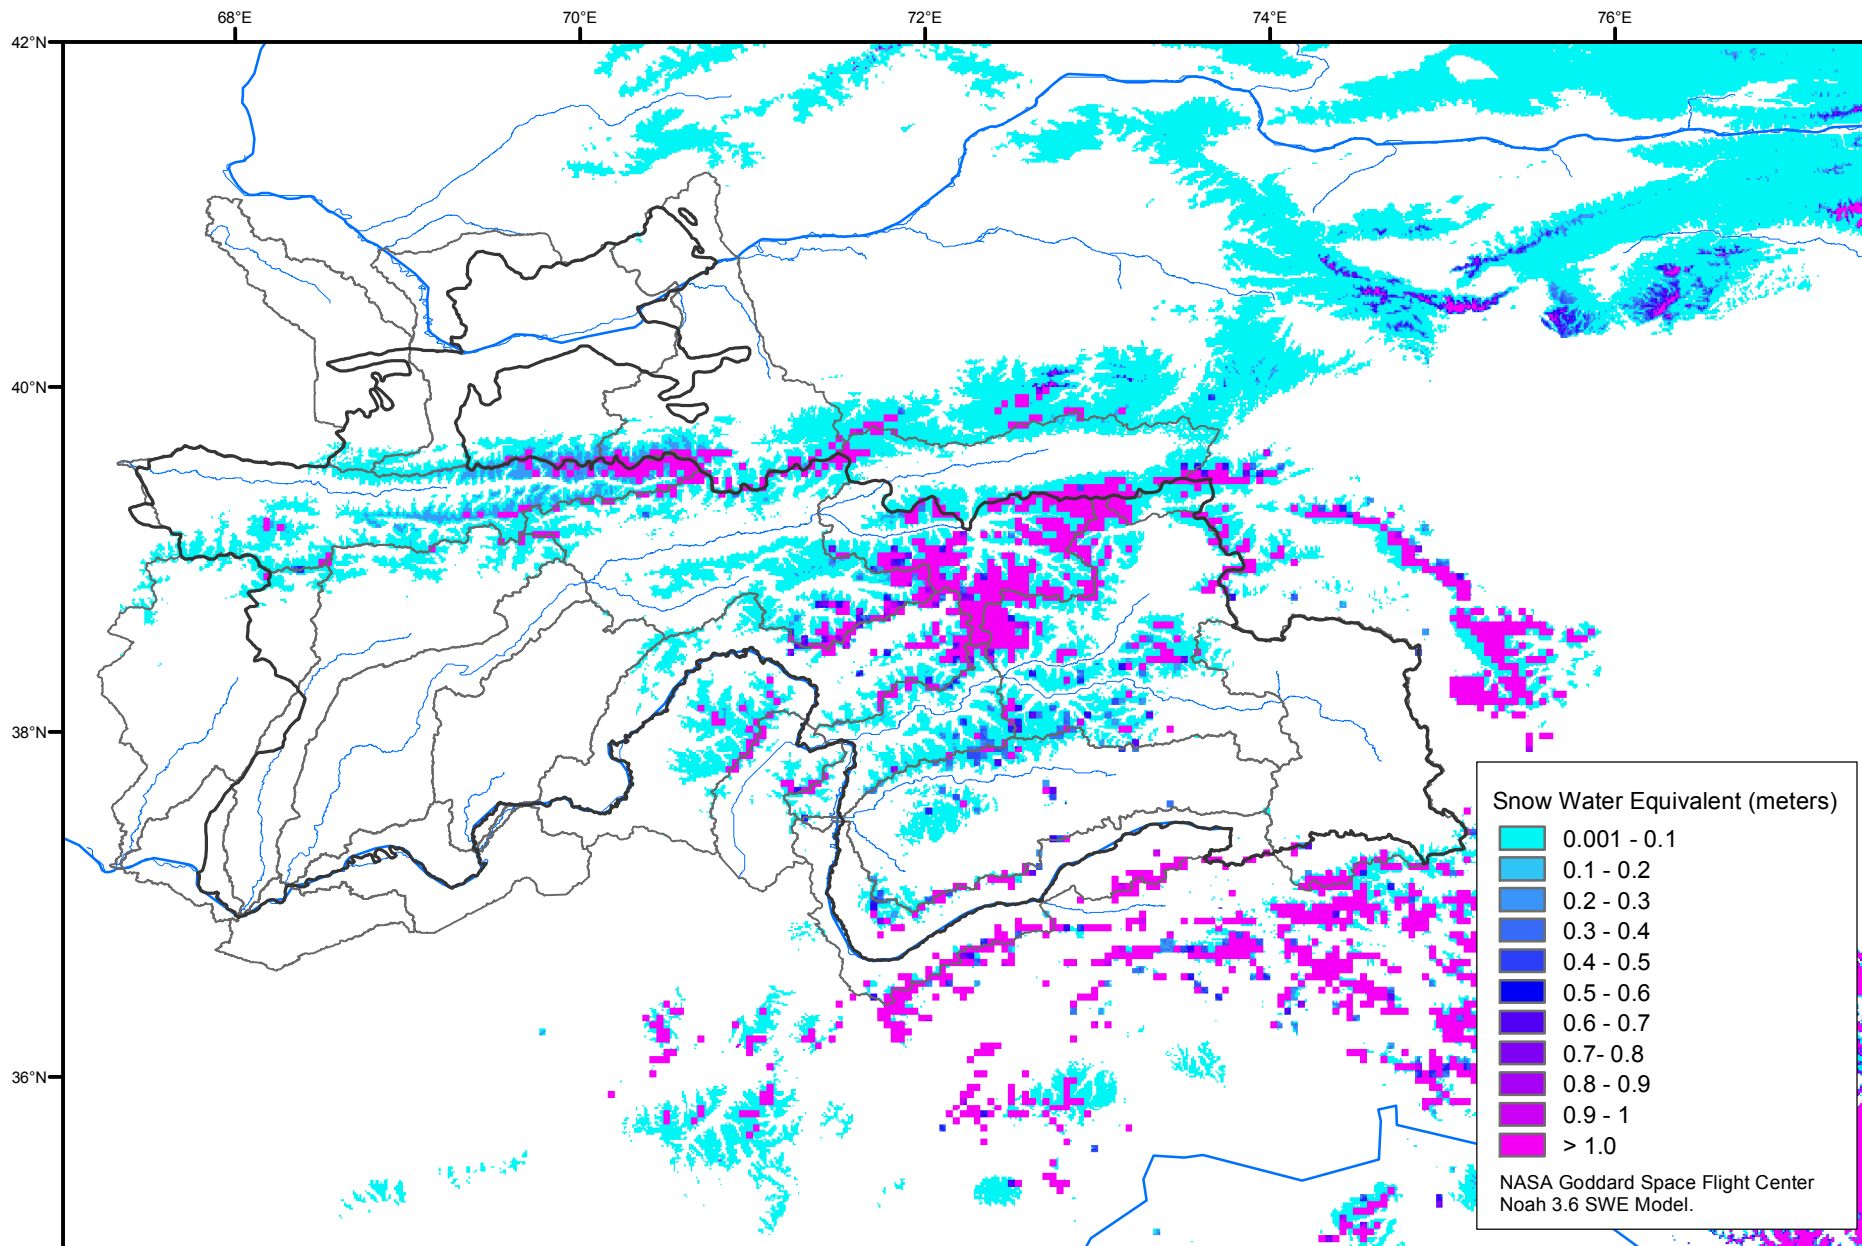 68°E
70°E
72°E
74°E
76°E
42°N
40°N
38°N
36°N
Snow Water Equivalent (meters)
0.001 - 0.1
0.1 - 0.2
0.2 - 0.3
0.3 - 0.4
0.4 - 0.5
0.5 - 0.6
0.6 - 0.7
0.7- 0.8
0.8 - 0.9
0.9 - 1
> 1.0
NASA Goddard Space Flight Center
Noah 3.6 SWE Model.